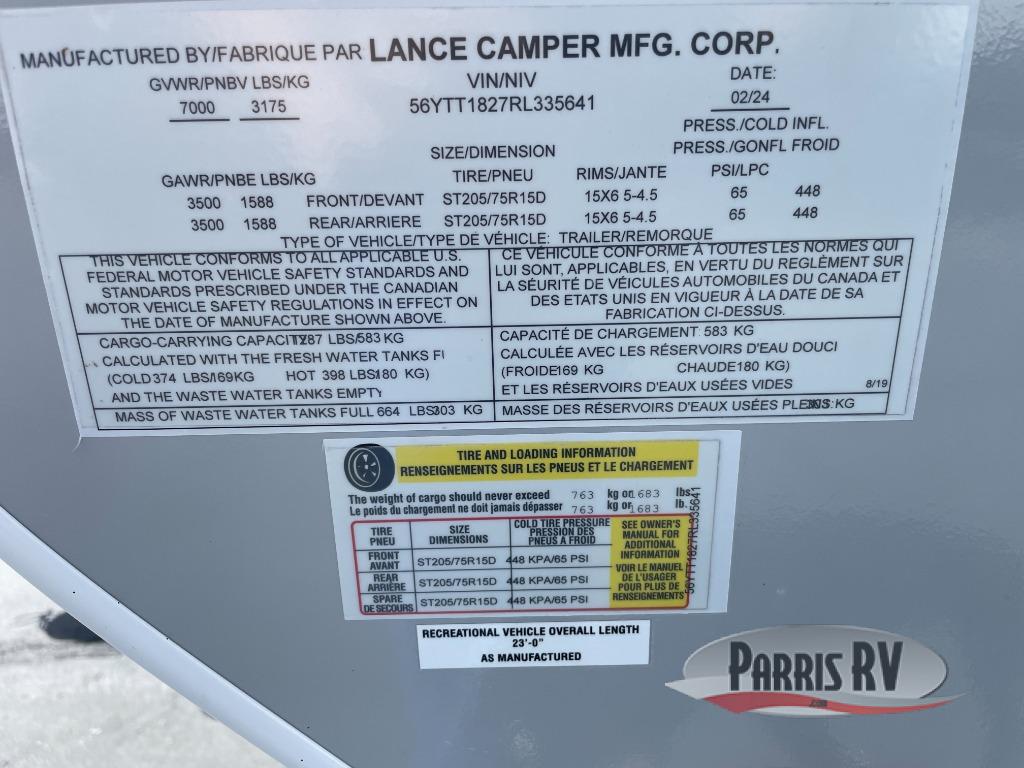 MANUFACTURED BY/FABRIQUE PAR LANCE CAMPER MFG. CORP.
GVWR/PNBV LBS/KG VIN/NIV DATE:
7000 3175 56YTT1827RL335641 02/24
PRESS./COLD INFL.
SIZE/DIMENSION PRESS./GONFL FROID
GAWR/PNBE LBS/KG TIRE/PNEU RIMS/JANTE PSI/LPC
3500 1588 FRONT/DEVANT ST205/75R15D 15X6 5-4.5 65 448
3500 1588 REAR/ARRIERE ST205/75R15D 15X6 5-4.5 65 448
TYPE OF VEHICLE/TYPE DE VÉHICLE: TRAILER/REMORQUE
THIS VEHICLE CONFORMS TO ALL APPLICABLE U.S.
FEDERAL MOTOR VEHICLE SAFETY STANDARDS AND
STANDARDS PRESCRIBED UNDER THE CANADIAN
MOTOR VEHICLE SAFETY REGULATIONS IN EFFECT ON
THE DATE OF MANUFACTURE SHOWN ABOVE.
CE VÉHICULE CONFORME À TOUTES LES NORMES QUI
LUI SONT, APPLICABLES, EN VERTU DU REGLÈMENT SUR
LA SÉURITÉ DE VÉICULES AUTOMOBILES DU CANADA ET
DES ETATS UNIS EN VIGUEUR À LA DATE DE SA
FABRICATION CI-DESSUS.
CARGO-CARRYING CAPACITY 1287 LBS/583 KG
CALCULATED WITH THE FRESH WATER TANKS FU
(COLD 374 LBS/169KG HOT 398 LBS180 KG)
AND THE WASTE WATER TANKS EMPTY
CAPACITÉ DE CHARGEMENT 583 KG
CALCULÉE AVEC LES RÉSERVOIRS D'EAU DOUCI
(FROIDE169 KG CHAUDE180 KG)
ET LES RÉSERVOIRS D'EAUX USÉES VIDES 8/19
MASS OF WASTE WATER TANKS FULL 664 LBS303 KG
MASSE DES RÉSERVOIRS D'EAUX USÉES PLEINS: KG
TIRE AND LOADING INFORMATION
RENSEIGNEMENTS SUR LES PNEUS ET LE CHARGEMENT
The weight of cargo should never exceed 763 kg or 1683 lbs.
Le poids du chargement ne doit jamais dépasser 763 kg or 1683 lb.
TIRE PNEU
SIZE DIMENSIONS
COLD TIRE PRESSURE
PRESSION DES
PNEUS A FROID
FRONT AVANT ST205/75R15D 448 KPA/65 PSI
REAR ARRIÈRE ST205/75R15D 448 KPA/65 PSI
SPARE DE SECOURS ST205/75R15D 448 KPA/65 PSI
SEE OWNER'S
MANUAL FOR
ADDITIONAL
INFORMATION
VOIR LE MANUEL
DE L'USAGER
POUR PLUS DE
RENSEIGNEMENTS
56YTT1827RL335641
RECREATIONAL VEHICLE OVERALL LENGTH
23'-0"
AS MANUFACTURED
PARRIS RV
.com